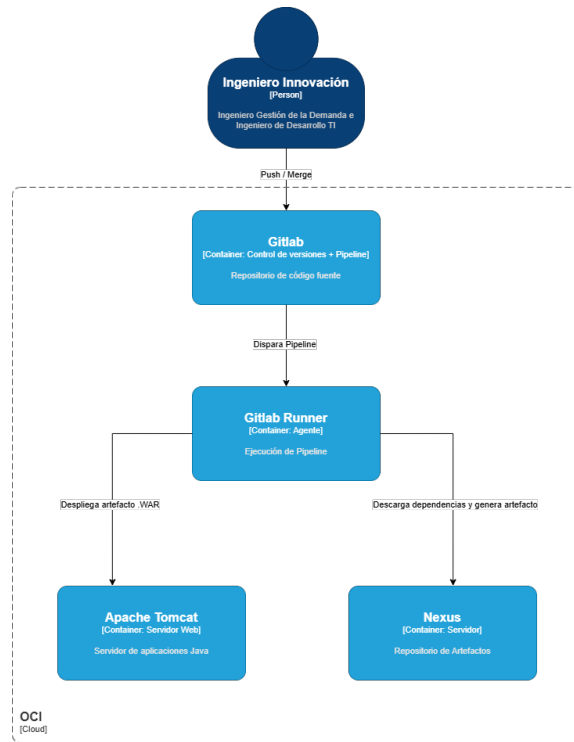 Ingeniero Innovación
[Person]
Ingeniero Gestión de la Demanda e
Ingeniero de Desarrollo TI
Push / Merge
Gitlab
[Container: Control de versiones + Pipeline]
Repositorio de código fuente
Dispara Pipeline
Gitlab Runner
[Container: Agente]
Ejecución de Pipeline
Despliega artefacto .WAR
Descarga dependencias y genera artefacto
Apache Tomcat
[Container: Servidor Web]
Servidor de aplicaciones Java
Nexus
[Container: Servidor]
Repositorio de Artefactos
OCI
[Cloud]